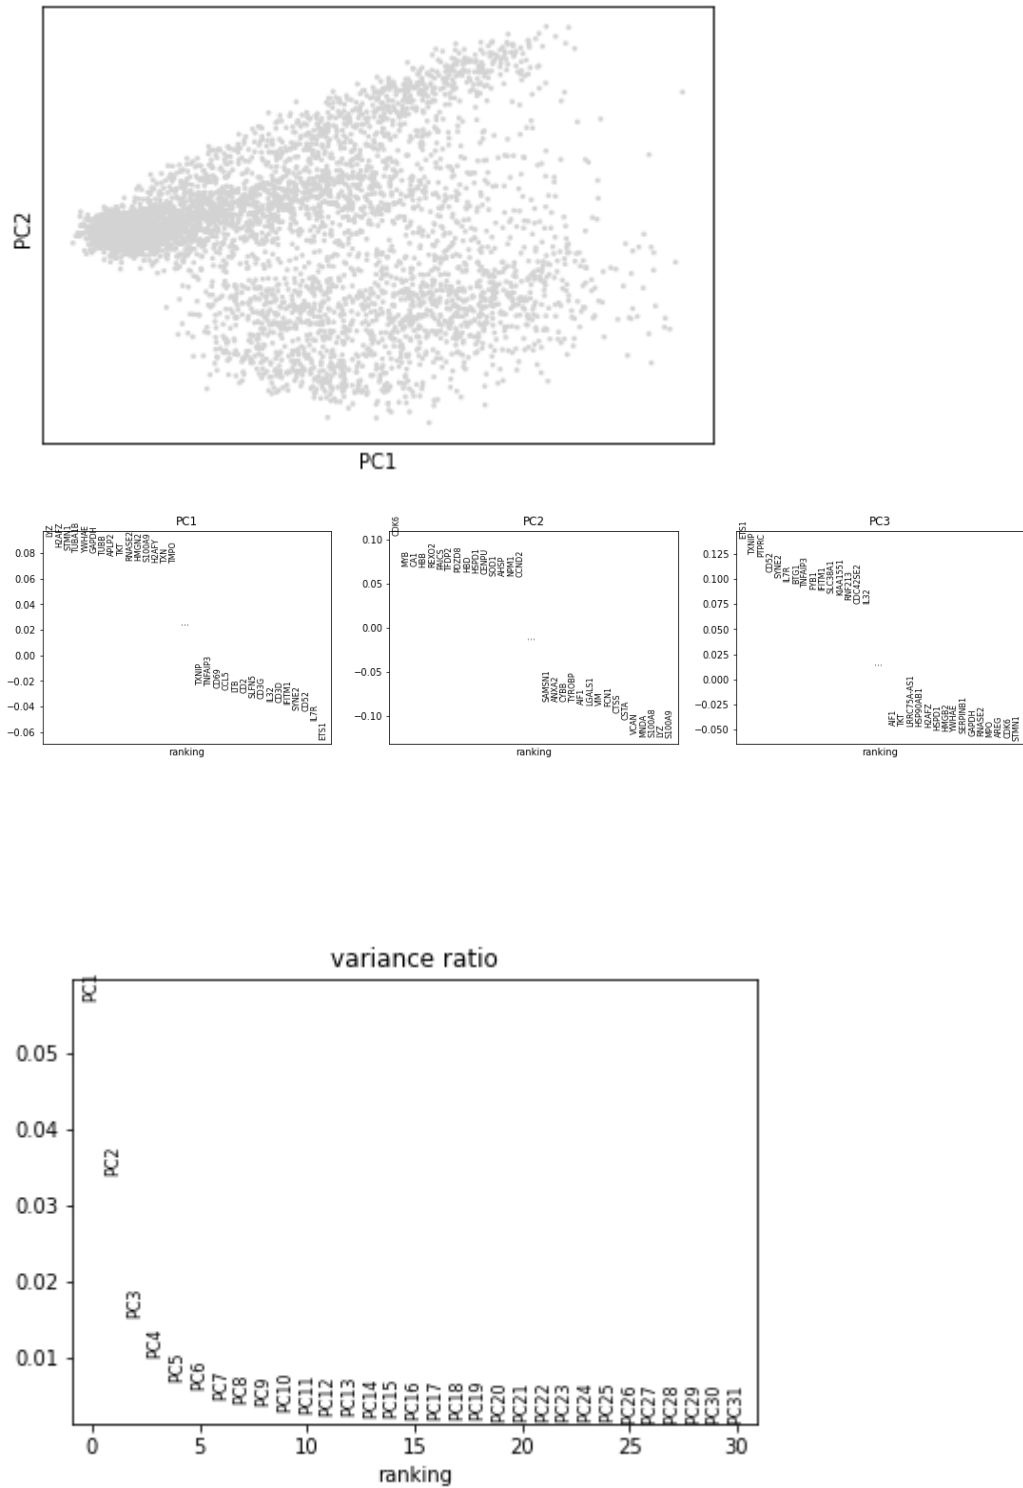 PC2
PC1
PC1
0.08
0.06
0.04
0.02
0.00
−0.02
−0.04
−0.06
LYZ
H2AFZ
STMN1
TUBA1B
YWHAE
GAPDH
TUBB
APLP2
TKT
RNASE2
HMGN2
S100A9
H2AFY
TXN
TMPO
...
TXNIP
TNFAIP3
CD69
CCL5
LTB
CD2
SLFN5
CD3G
IL32
CD3D
IFITM1
SYNE2
CD52
IL7R
ETS1
ranking
PC2
0.10
0.05
0.00
−0.05
−0.10
CDK6
MYB
CA1
HBB
REXO2
PAICS
TFDP2
PDZD8
HBD
HSPD1
CENPU
SOD1
AHSP
NPM1
CCND2
...
SAMSN1
ANXA2
CYBB
TYROBP
AIF1
LGALS1
VIM
FCN1
CTSS
CSTA
VCAN
MNDA
S100A8
LYZ
S100A9
ranking
PC3
0.125
0.100
0.075
0.050
0.025
0.000
−0.025
−0.050
ETS1
TXNIP
PTPRC
CD52
SYNE2
IL7R
BTG1
TNFAIP3
FYB1
IFITM1
SLC38A1
KIAA1551
RNF213
CDC42SE2
IL32
...
AIF1
TKT
LRRC75A-AS1
HSP90AB1
H2AFZ
HSPD1
HMGB2
YWHAE
SERPINB1
GAPDH
RNASE2
MPO
AREG
CDK6
STMN1
ranking
variance ratio
0.05
0.04
0.03
0.02
0.01
PC1
PC2
PC3
PC4
PC5
PC6
PC7
PC8
PC9
PC10
PC11
PC12
PC13
PC14
PC15
PC16
PC17
PC18
PC19
PC20
PC21
PC22
PC23
PC24
PC25
PC26
PC27
PC28
PC29
PC30
PC31
0 5 10 15 20 25 30
ranking